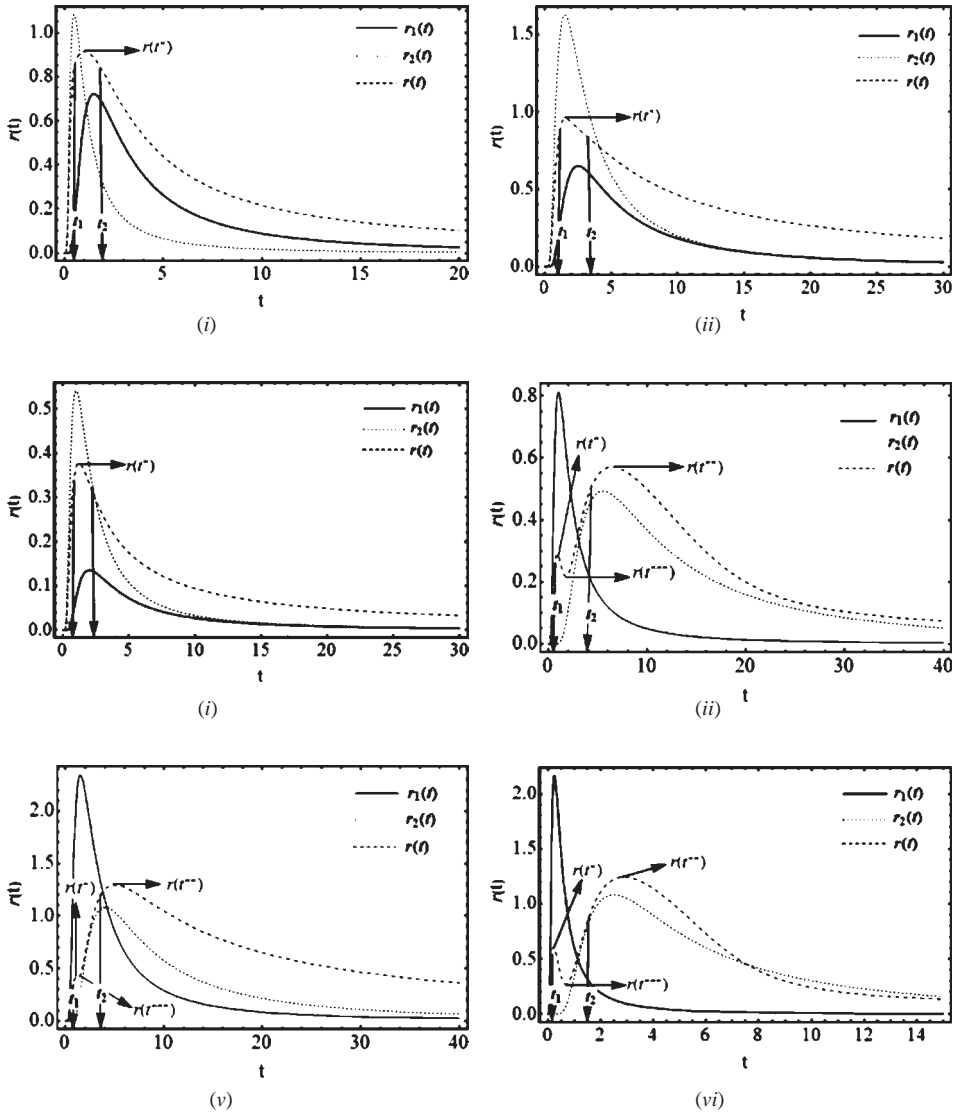 r(t)
1.0
0.8
0.6
0.4
0.2
0.0
r(t*)
r₁(t)
r₂(t)
r(t)
t₁
t₂
0
5
10
15
20
t
(i)
r(t)
1.5
1.0
0.5
0.0
r(t*)
r₁(t)
r₂(t)
r(t)
t₁
t₂
0
5
10
15
20
25
30
t
(ii)
r(t)
0.5
0.4
0.3
0.2
0.1
0.0
r(t*)
r₁(t)
r₂(t)
r(t)
t₁
0
5
10
15
20
25
30
t
(i)
r(t)
0.8
0.6
0.4
0.2
0.0
r(t*)
r(t**)
r(t***)
r₁(t)
r₂(t)
r(t)
t₁
t₂
0
10
20
30
40
t
(ii)
r(t)
2.0
1.5
1.0
0.5
0.0
r(t*)
r(t**)
r(t***)
r₁(t)
r₂(t)
r(t)
t₁
t₂
0
10
20
30
40
t
(v)
r(t)
2.0
1.5
1.0
0.5
0.0
r(t*)
r(t**)
r(t***)
r₁(t)
r₂(t)
r(t)
t₁
t₂
0
2
4
6
8
10
12
14
t
(vi)